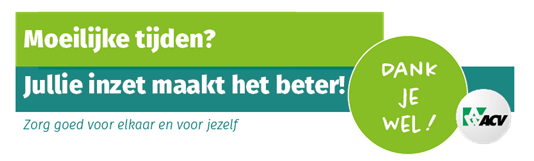 Moeilijke tijden?
Jullie inzet maakt het beter!
Zorg goed voor elkaar en voor jezelf
DANK
JE
WEL!
ACV